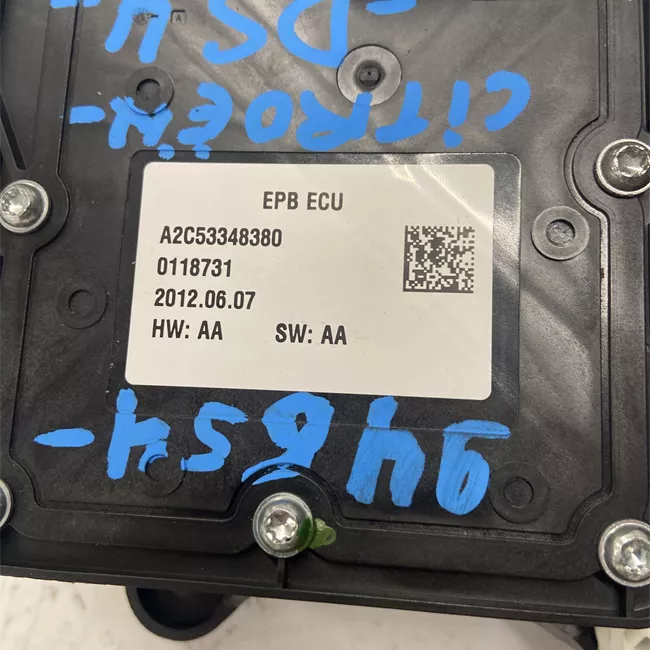 -DS4-
CiTROËN-
EPB ECU
A2C53348380
0118731
2012.06.07
HW: AA SW: AA